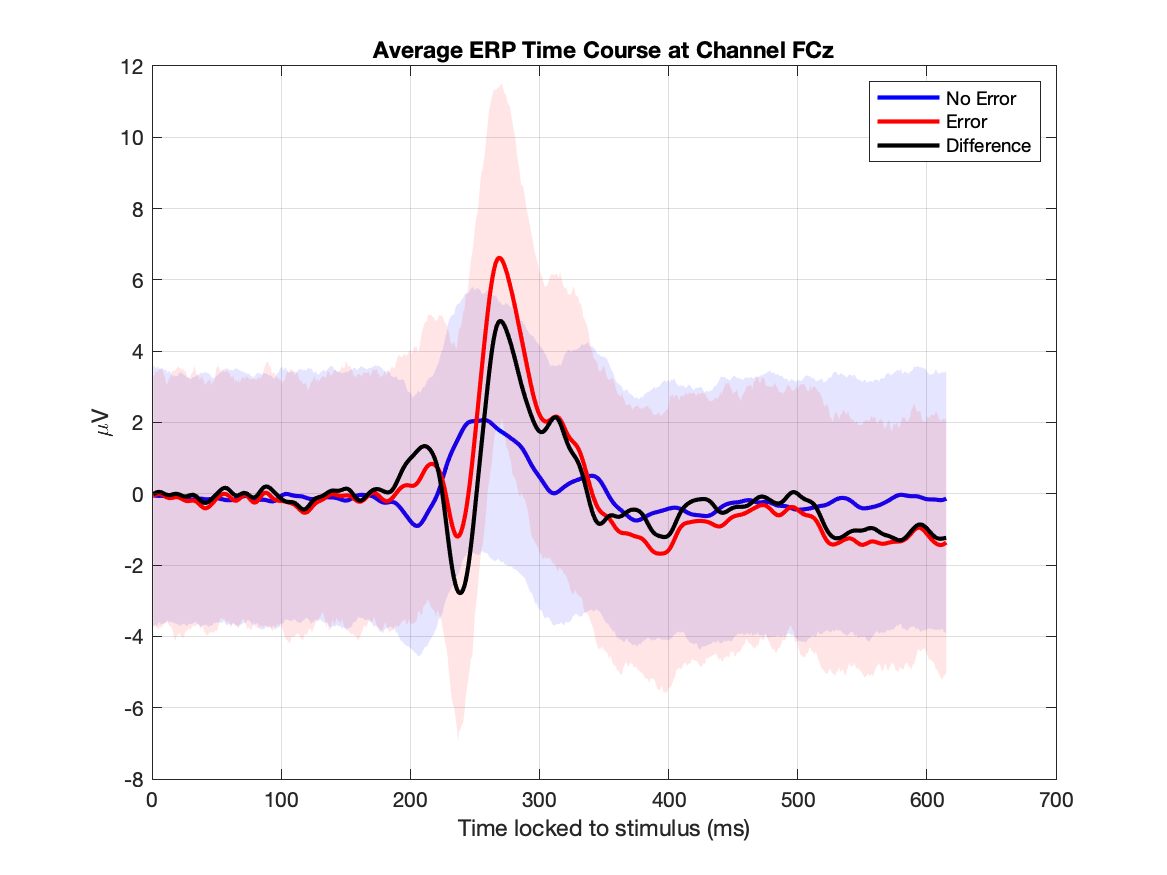 Average ERP Time Course at Channel FCz
12
10
8
6
4
2
0
-2
-4
-6
-8
μV
No Error
Error
Difference
0 100 200 300 400 500 600 700
Time locked to stimulus (ms)